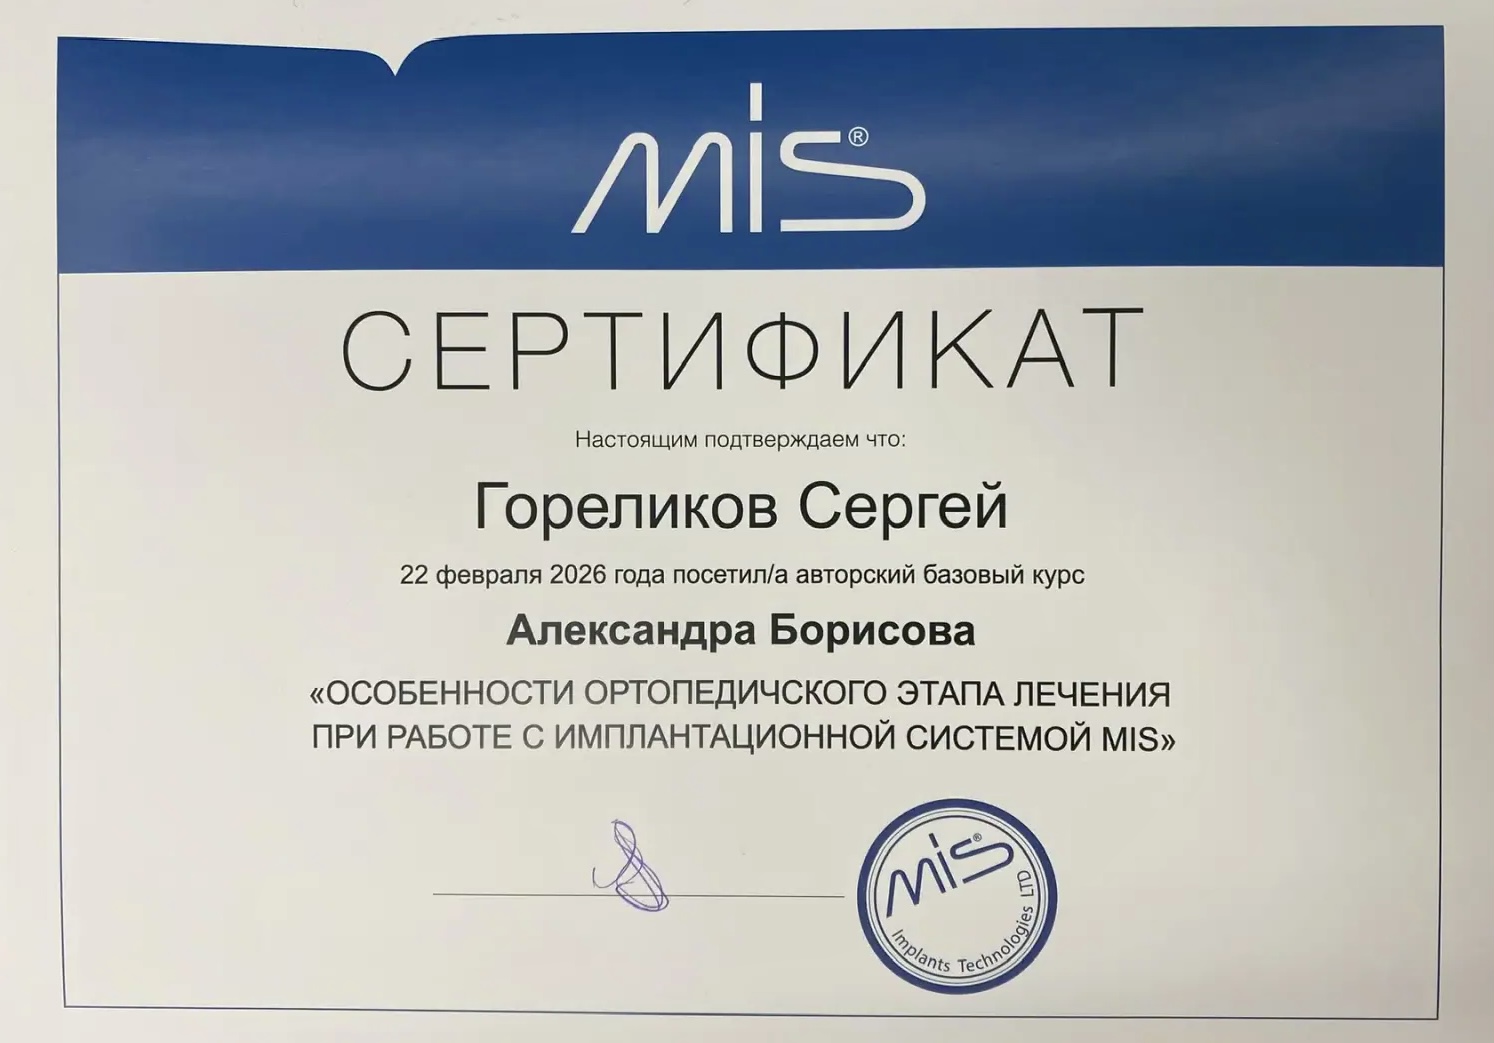 mis®
СЕРТИФИКАТ
Настоящим подтверждаем что:
Гореликов Сергей
22 февраля 2026 года посетил/а авторский базовый курс
Александра Борисова
«ОСОБЕННОСТИ ОРТОПЕДИЧСКОГО ЭТАПА ЛЕЧЕНИЯ
ПРИ РАБОТЕ С ИМПЛАНТАЦИОННОЙ СИСТЕМОЙ MIS»
mis®
Implants Technologies LTD